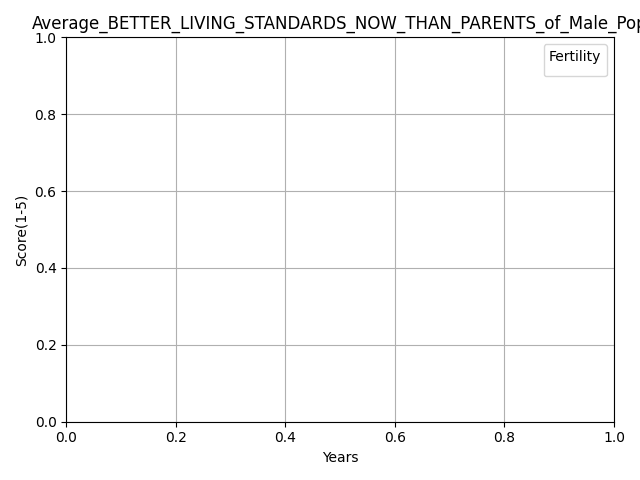 Average_BETTER_LIVING_STANDARDS_NOW_THAN_PARENTS_of_Male_Pop
Fertility
1.0
0.8
0.6
0.4
0.2
0.0
Score(1-5)
0.0 0.2 0.4 0.6 0.8 1.0
Years